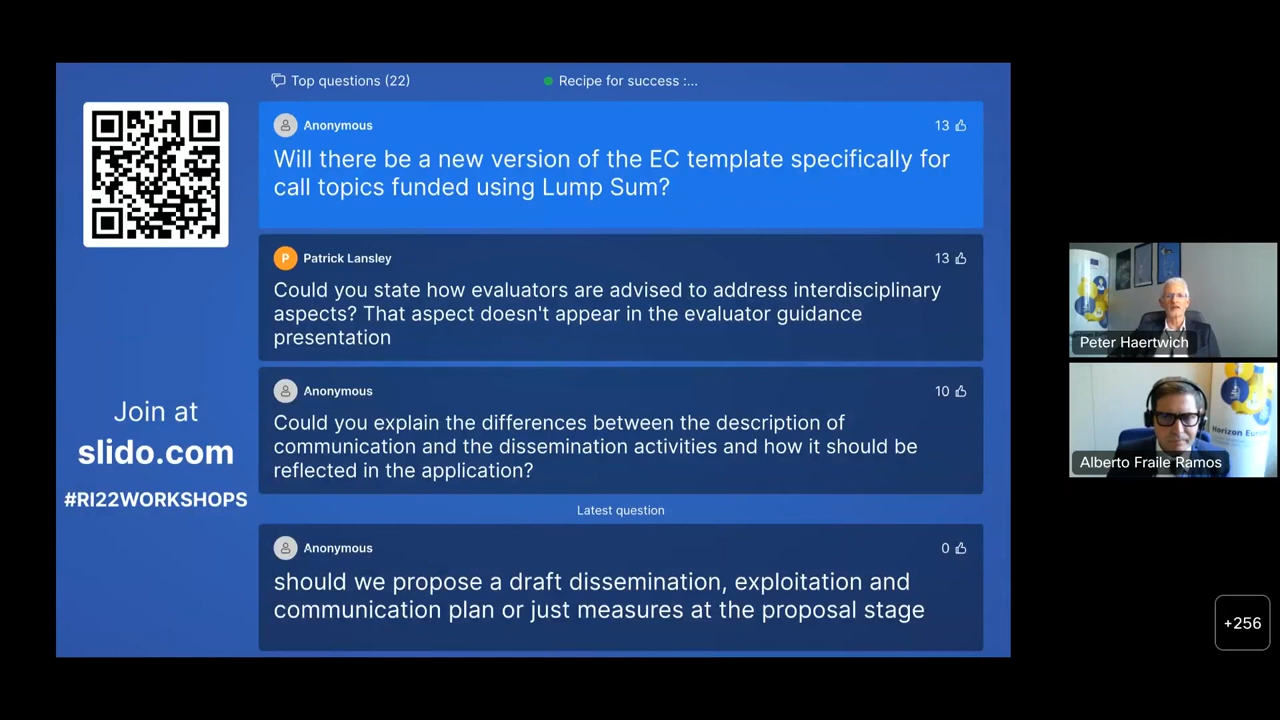 Top questions (22)
Recipe for success :...
Anonymous
13
Will there be a new version of the EC template specifically for
call topics funded using Lump Sum?
P
Patrick Lansley
13
Could you state how evaluators are advised to address interdisciplinary
aspects? That aspect doesn't appear in the evaluator guidance
presentation
Anonymous
10
Could you explain the differences between the description of
communication and the dissemination activities and how it should be
reflected in the application?
Latest question
Anonymous
0
should we propose a draft dissemination, exploitation and
communication plan or just measures at the proposal stage
Join at
slido.com
#RI22WORKSHOPS
Peter Haertwich
Horizon Euro
Alberto Fraile Ramos
+256